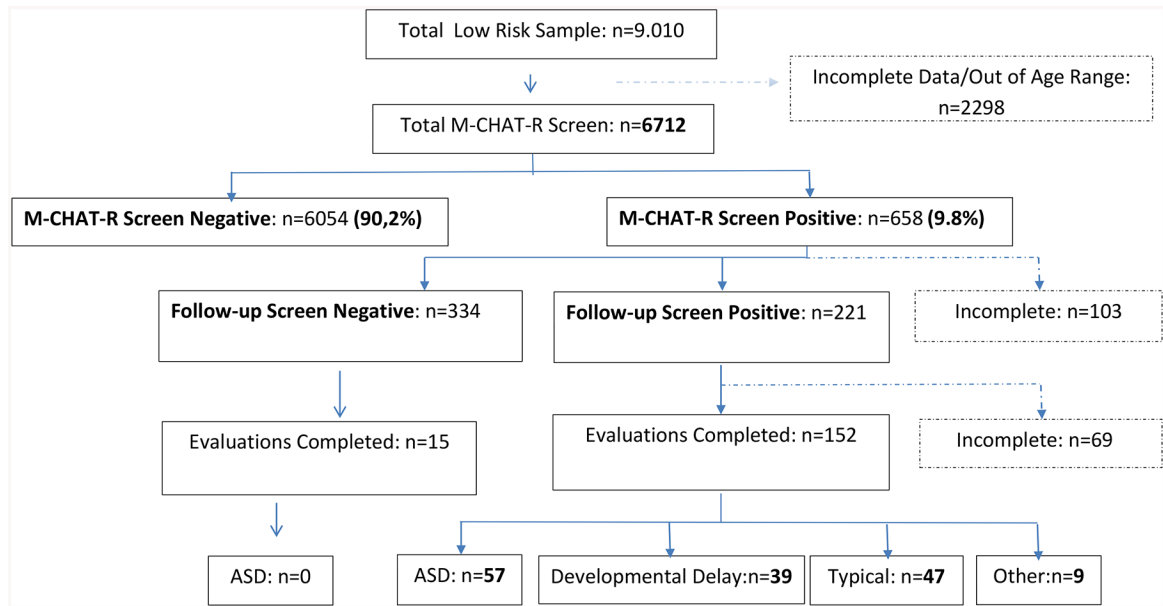 Total Low Risk Sample: n=9.010
Incomplete Data/Out of Age Range:
n=2298
Total M-CHAT-R Screen: n=6712
M-CHAT-R Screen Negative: n=6054 (90,2%)
M-CHAT-R Screen Positive: n=658 (9.8%)
Follow-up Screen Negative: n=334
Follow-up Screen Positive: n=221
Incomplete: n=103
Evaluations Completed: n=15
Evaluations Completed: n=152
Incomplete: n=69
ASD: n=0
ASD: n=57
Developmental Delay:n=39
Typical: n=47
Other:n=9